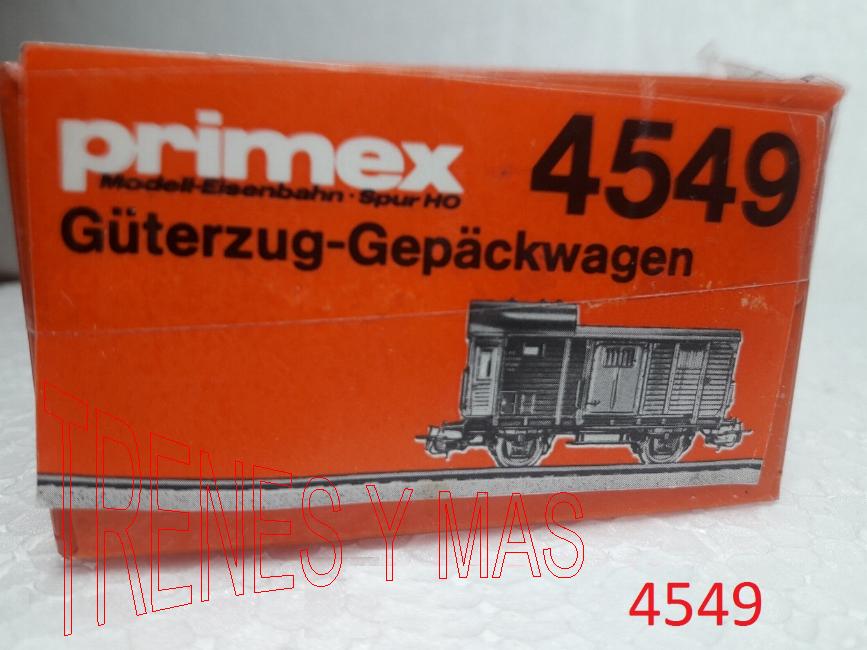 primex
4549
Modell-Eisenbahn · Spur HO
Güterzug-Gepäckwagen
TRENES Y MAS
4549